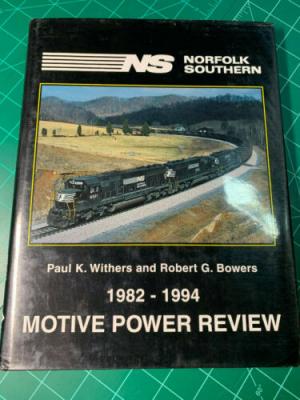 NS NORFOLK
SOUTHERN
Paul K. Withers and Robert G. Bowers
1982 - 1994
MOTIVE POWER REVIEW